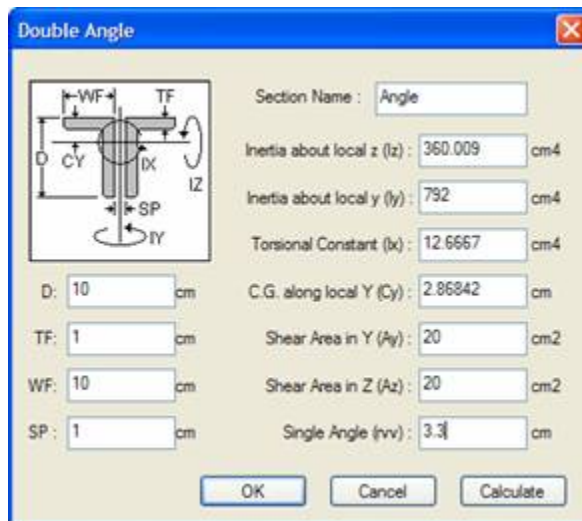 Double Angle
WF TF
D
CY IX
IZ
SP
IY
Section Name : Angle
Inertia about local z (Iz) : 360.009 cm4
Inertia about local y (Iy) : 792 cm4
Torsional Constant (Ix) : 12.6667 cm4
D: 10 cm
C.G. along local Y (Cy) : 2.86842 cm
TF: 1 cm
Shear Area in Y (Ay) : 20 cm2
WF: 10 cm
Shear Area in Z (Az) : 20 cm2
SP : 1 cm
Single Angle (rvv) : 3.3 cm
OK Cancel Calculate